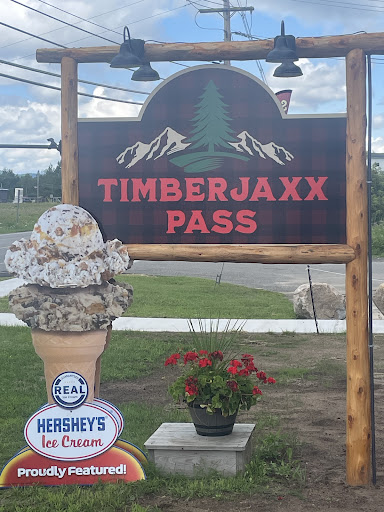 TIMBERJAXX
PASS
REAL
HERSHEY'S
Ice Cream
Proudly Featured!